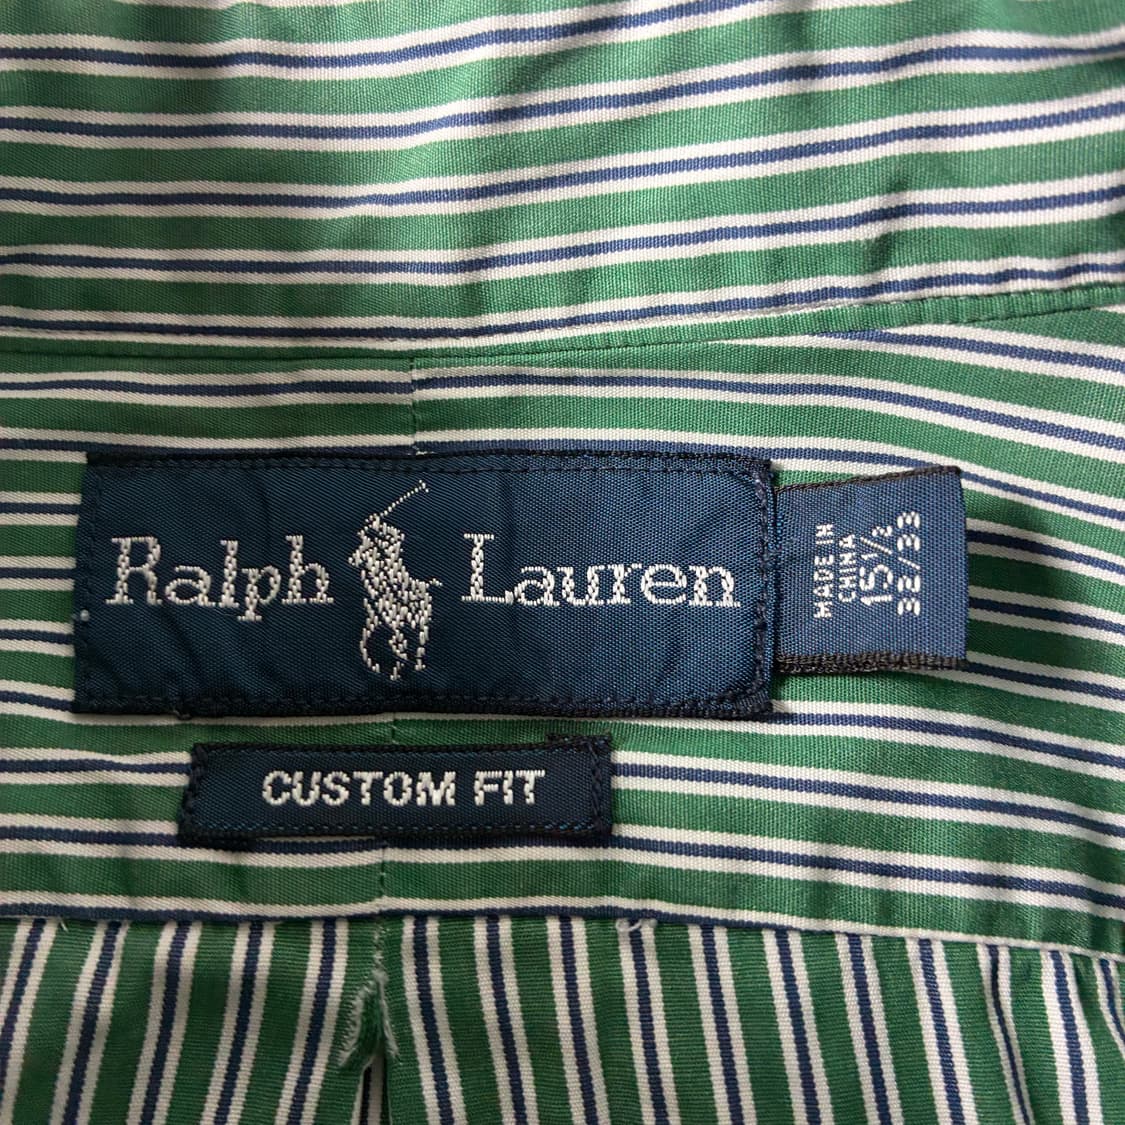 Ralph Lauren
MADE IN
CHINA
15½
32/33
CUSTOM FIT